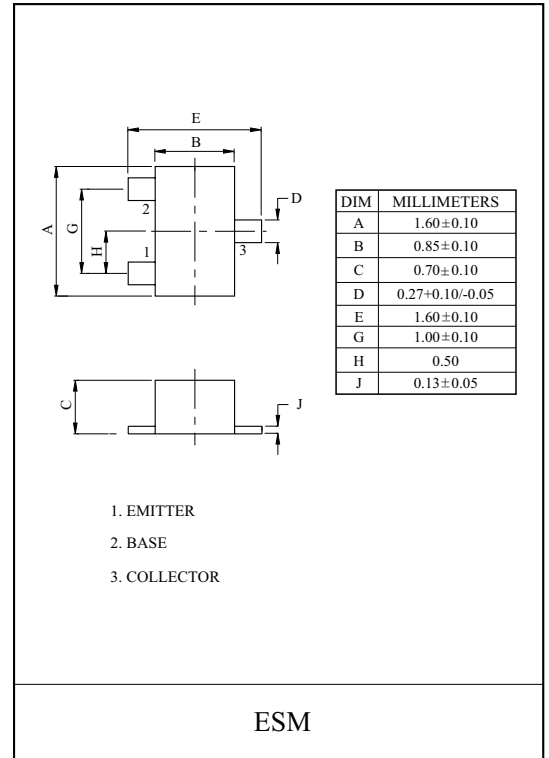 E
B
A
G
H
2
1
D
3
DIM MILLIMETERS
A 1.60±0.10
B 0.85±0.10
C 0.70±0.10
D 0.27+0.10/-0.05
E 1.60±0.10
G 1.00±0.10
H 0.50
J 0.13±0.05
C
J
1. EMITTER
2. BASE
3. COLLECTOR
ESM